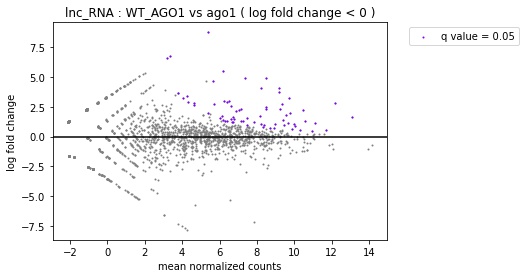 lnc_RNA : WT_AGO1 vs ago1 ( log fold change < 0 )
q value = 0.05
log fold change
7.5
5.0
2.5
0.0
−2.5
−5.0
−7.5
−2 0 2 4 6 8 10 12 14
mean normalized counts